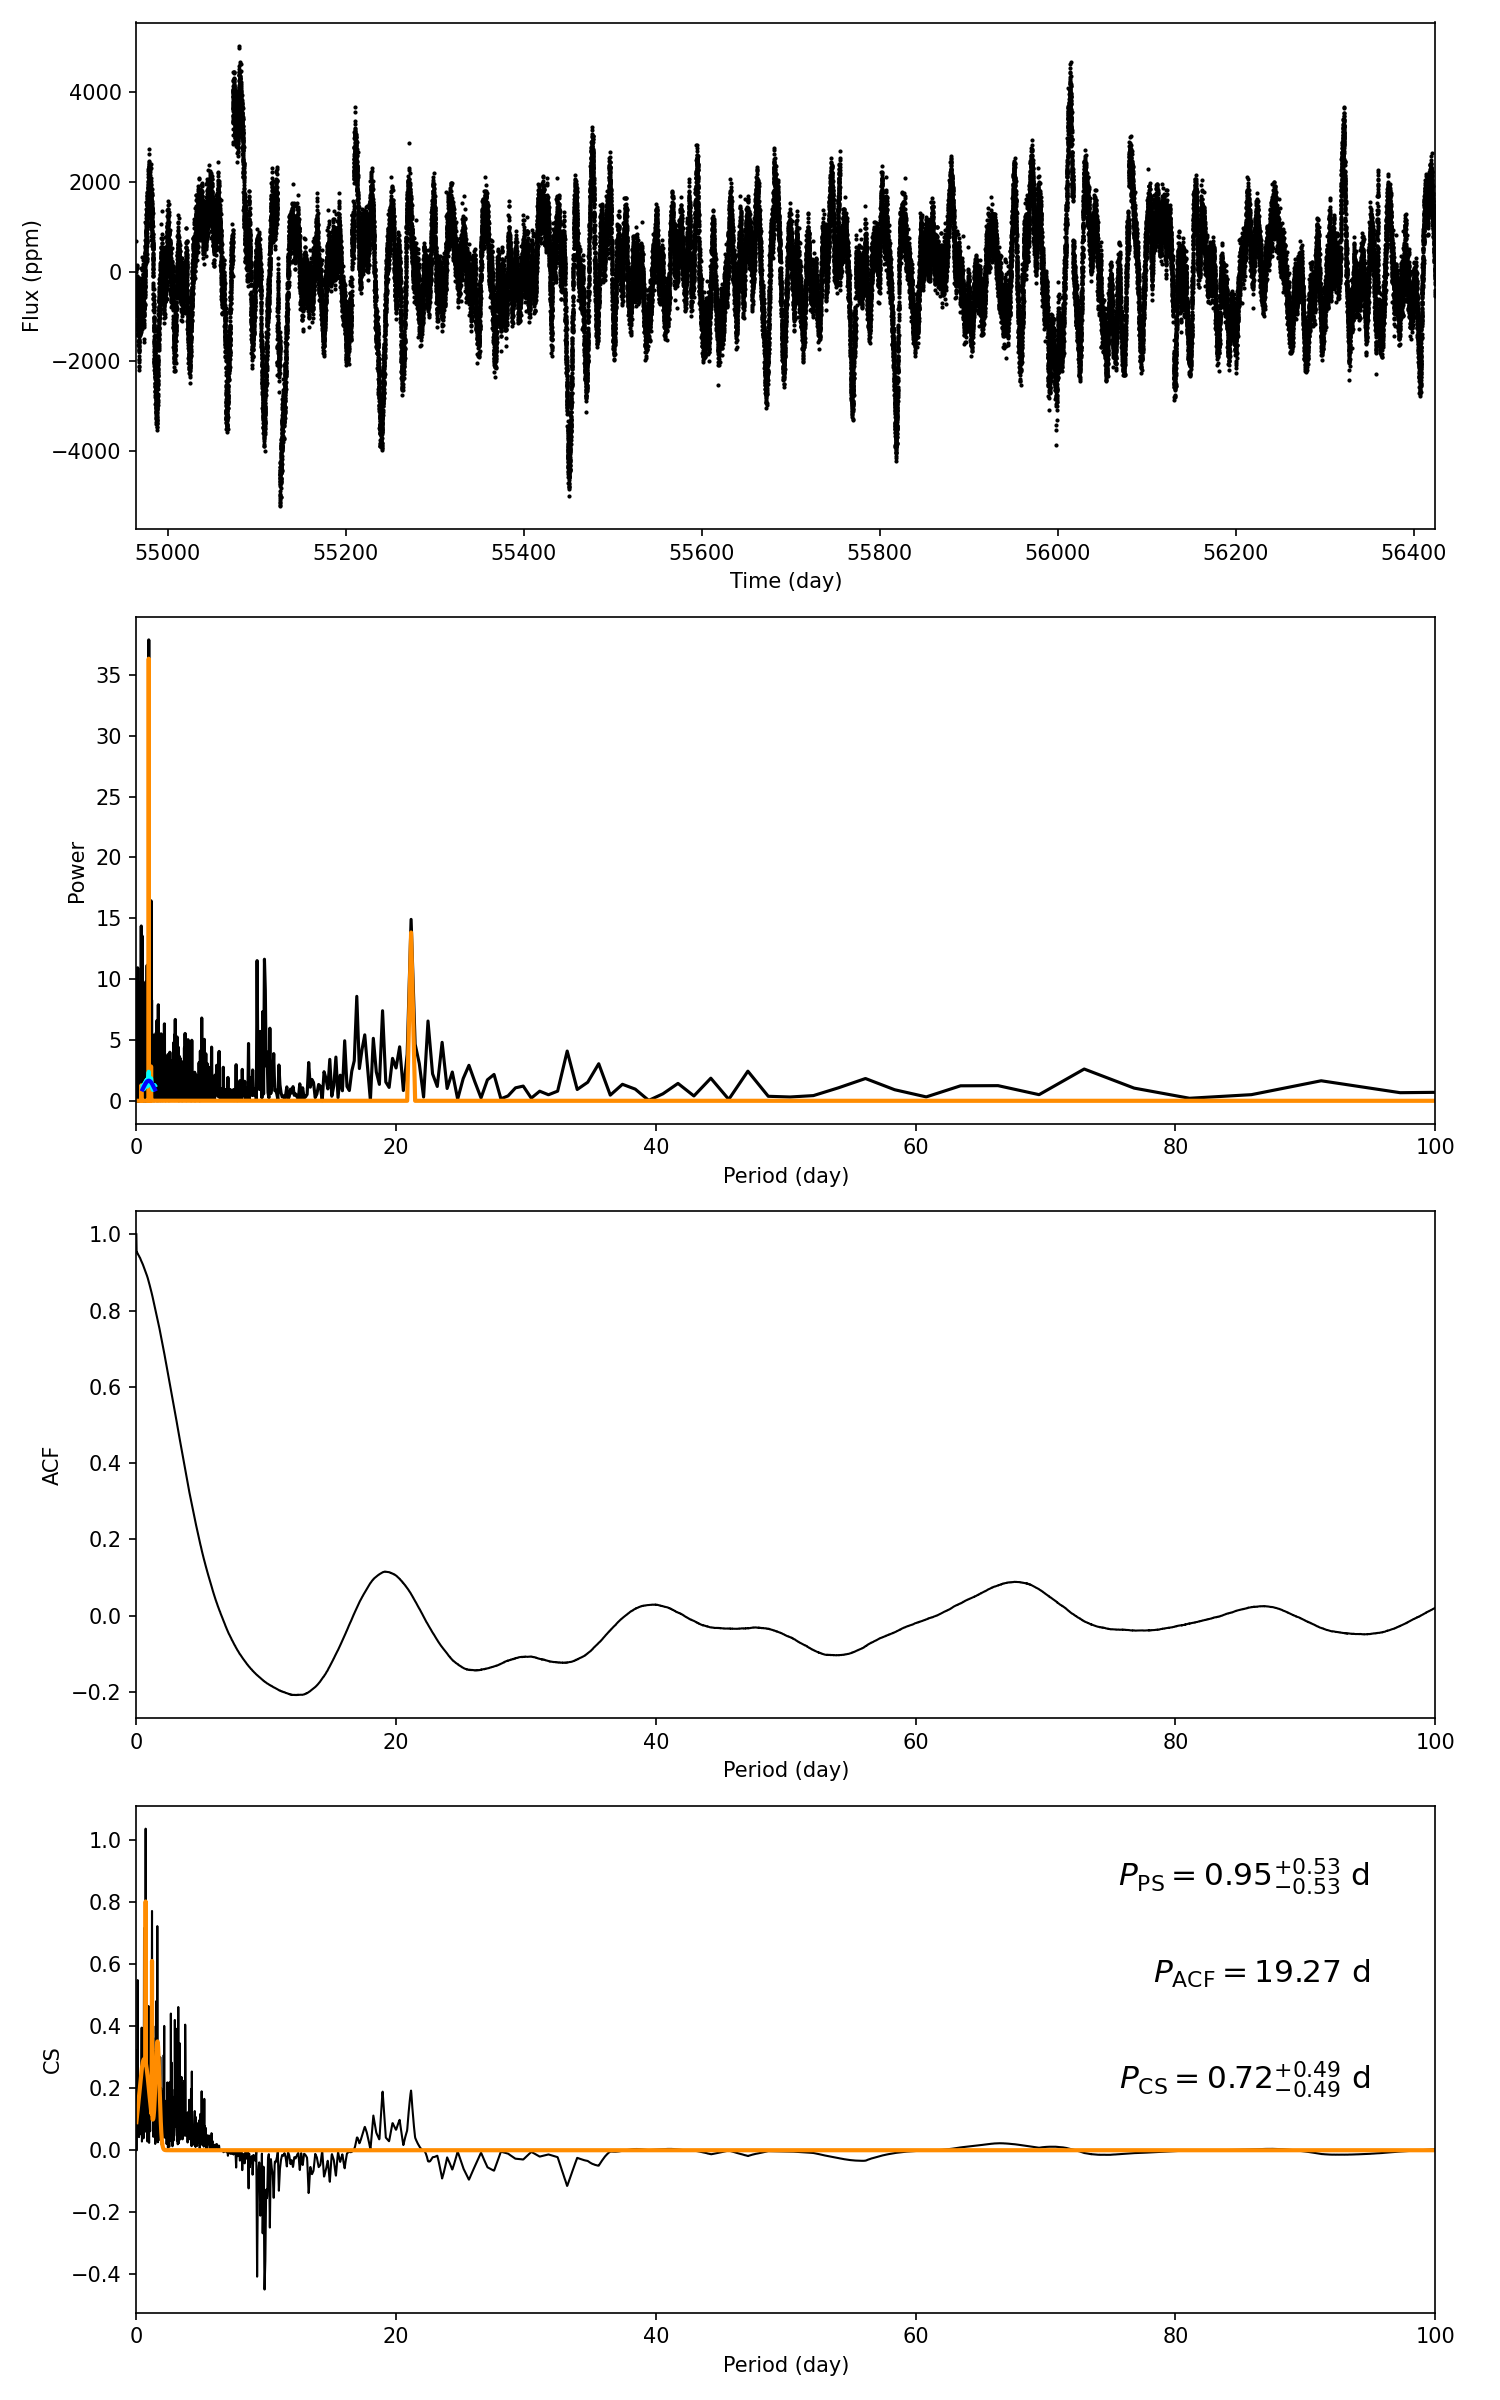 4000
2000
0
−2000
−4000
Flux (ppm)
55000 55200 55400 55600 55800 56000 56200 56400
Time (day)
35
30
25
20
15
10
5
0
Power
0 20 40 60 80 100
Period (day)
1.0
0.8
0.6
0.4
0.2
0.0
−0.2
ACF
0 20 40 60 80 100
Period (day)
1.0
0.8
0.6
0.4
0.2
0.0
−0.2
−0.4
CS
P_PS = 0.95^{+0.53}_{−0.53} d
P_ACF = 19.27 d
P_CS = 0.72^{+0.49}_{−0.49} d
0 20 40 60 80 100
Period (day)